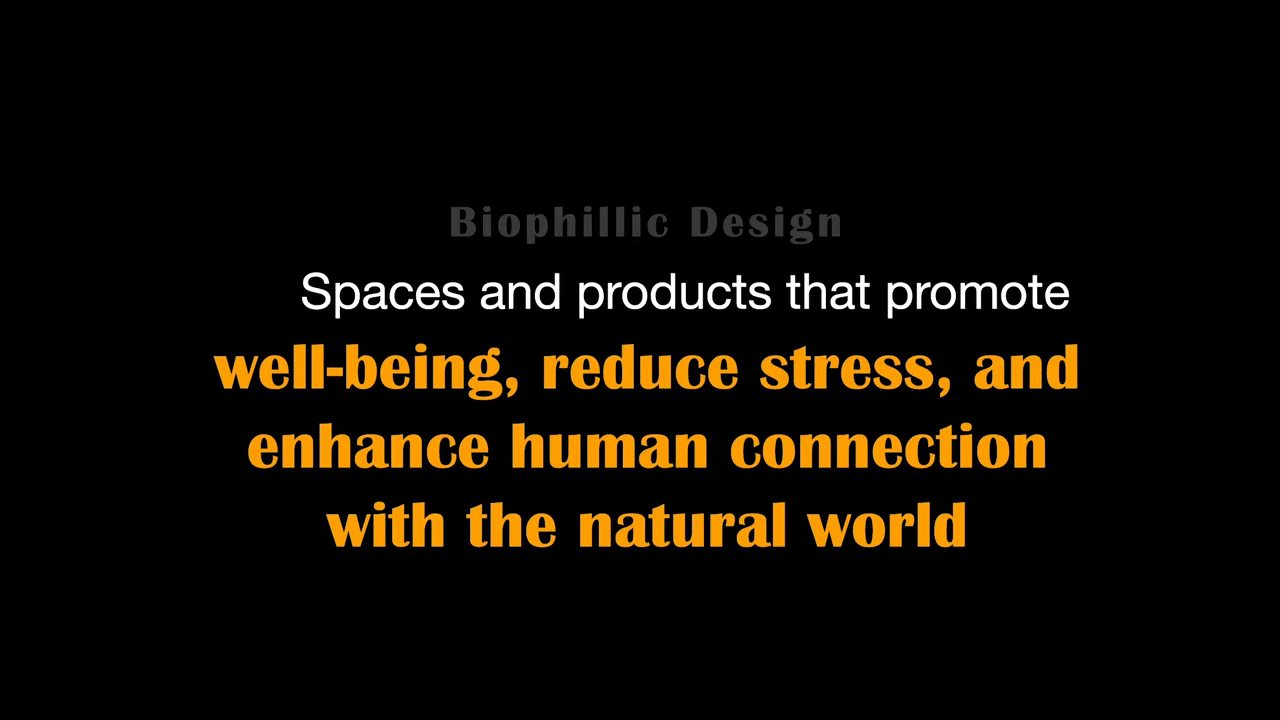 Biophillic Design
Spaces and products that promote
well-being, reduce stress, and
enhance human connection
with the natural world